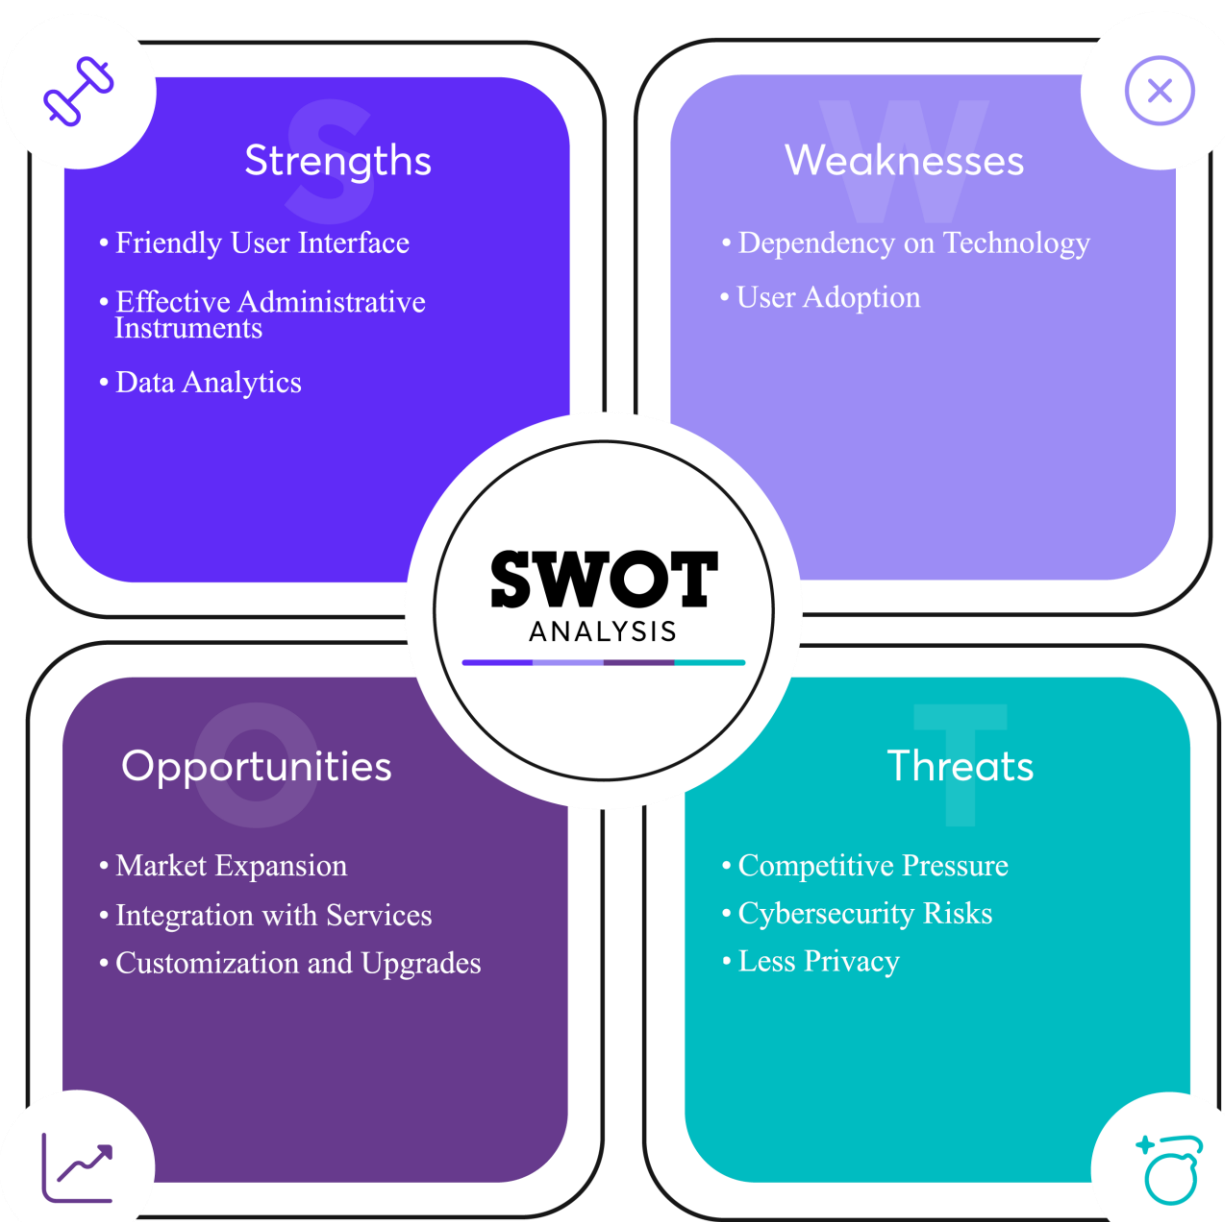 S
Strengths
• Friendly User Interface
• Effective Administrative
Instruments
• Data Analytics
W
Weaknesses
• Dependency on Technology
• User Adoption
SWOT
ANALYSIS
O
Opportunities
• Market Expansion
• Integration with Services
• Customization and Upgrades
T
Threats
• Competitive Pressure
• Cybersecurity Risks
• Less Privacy